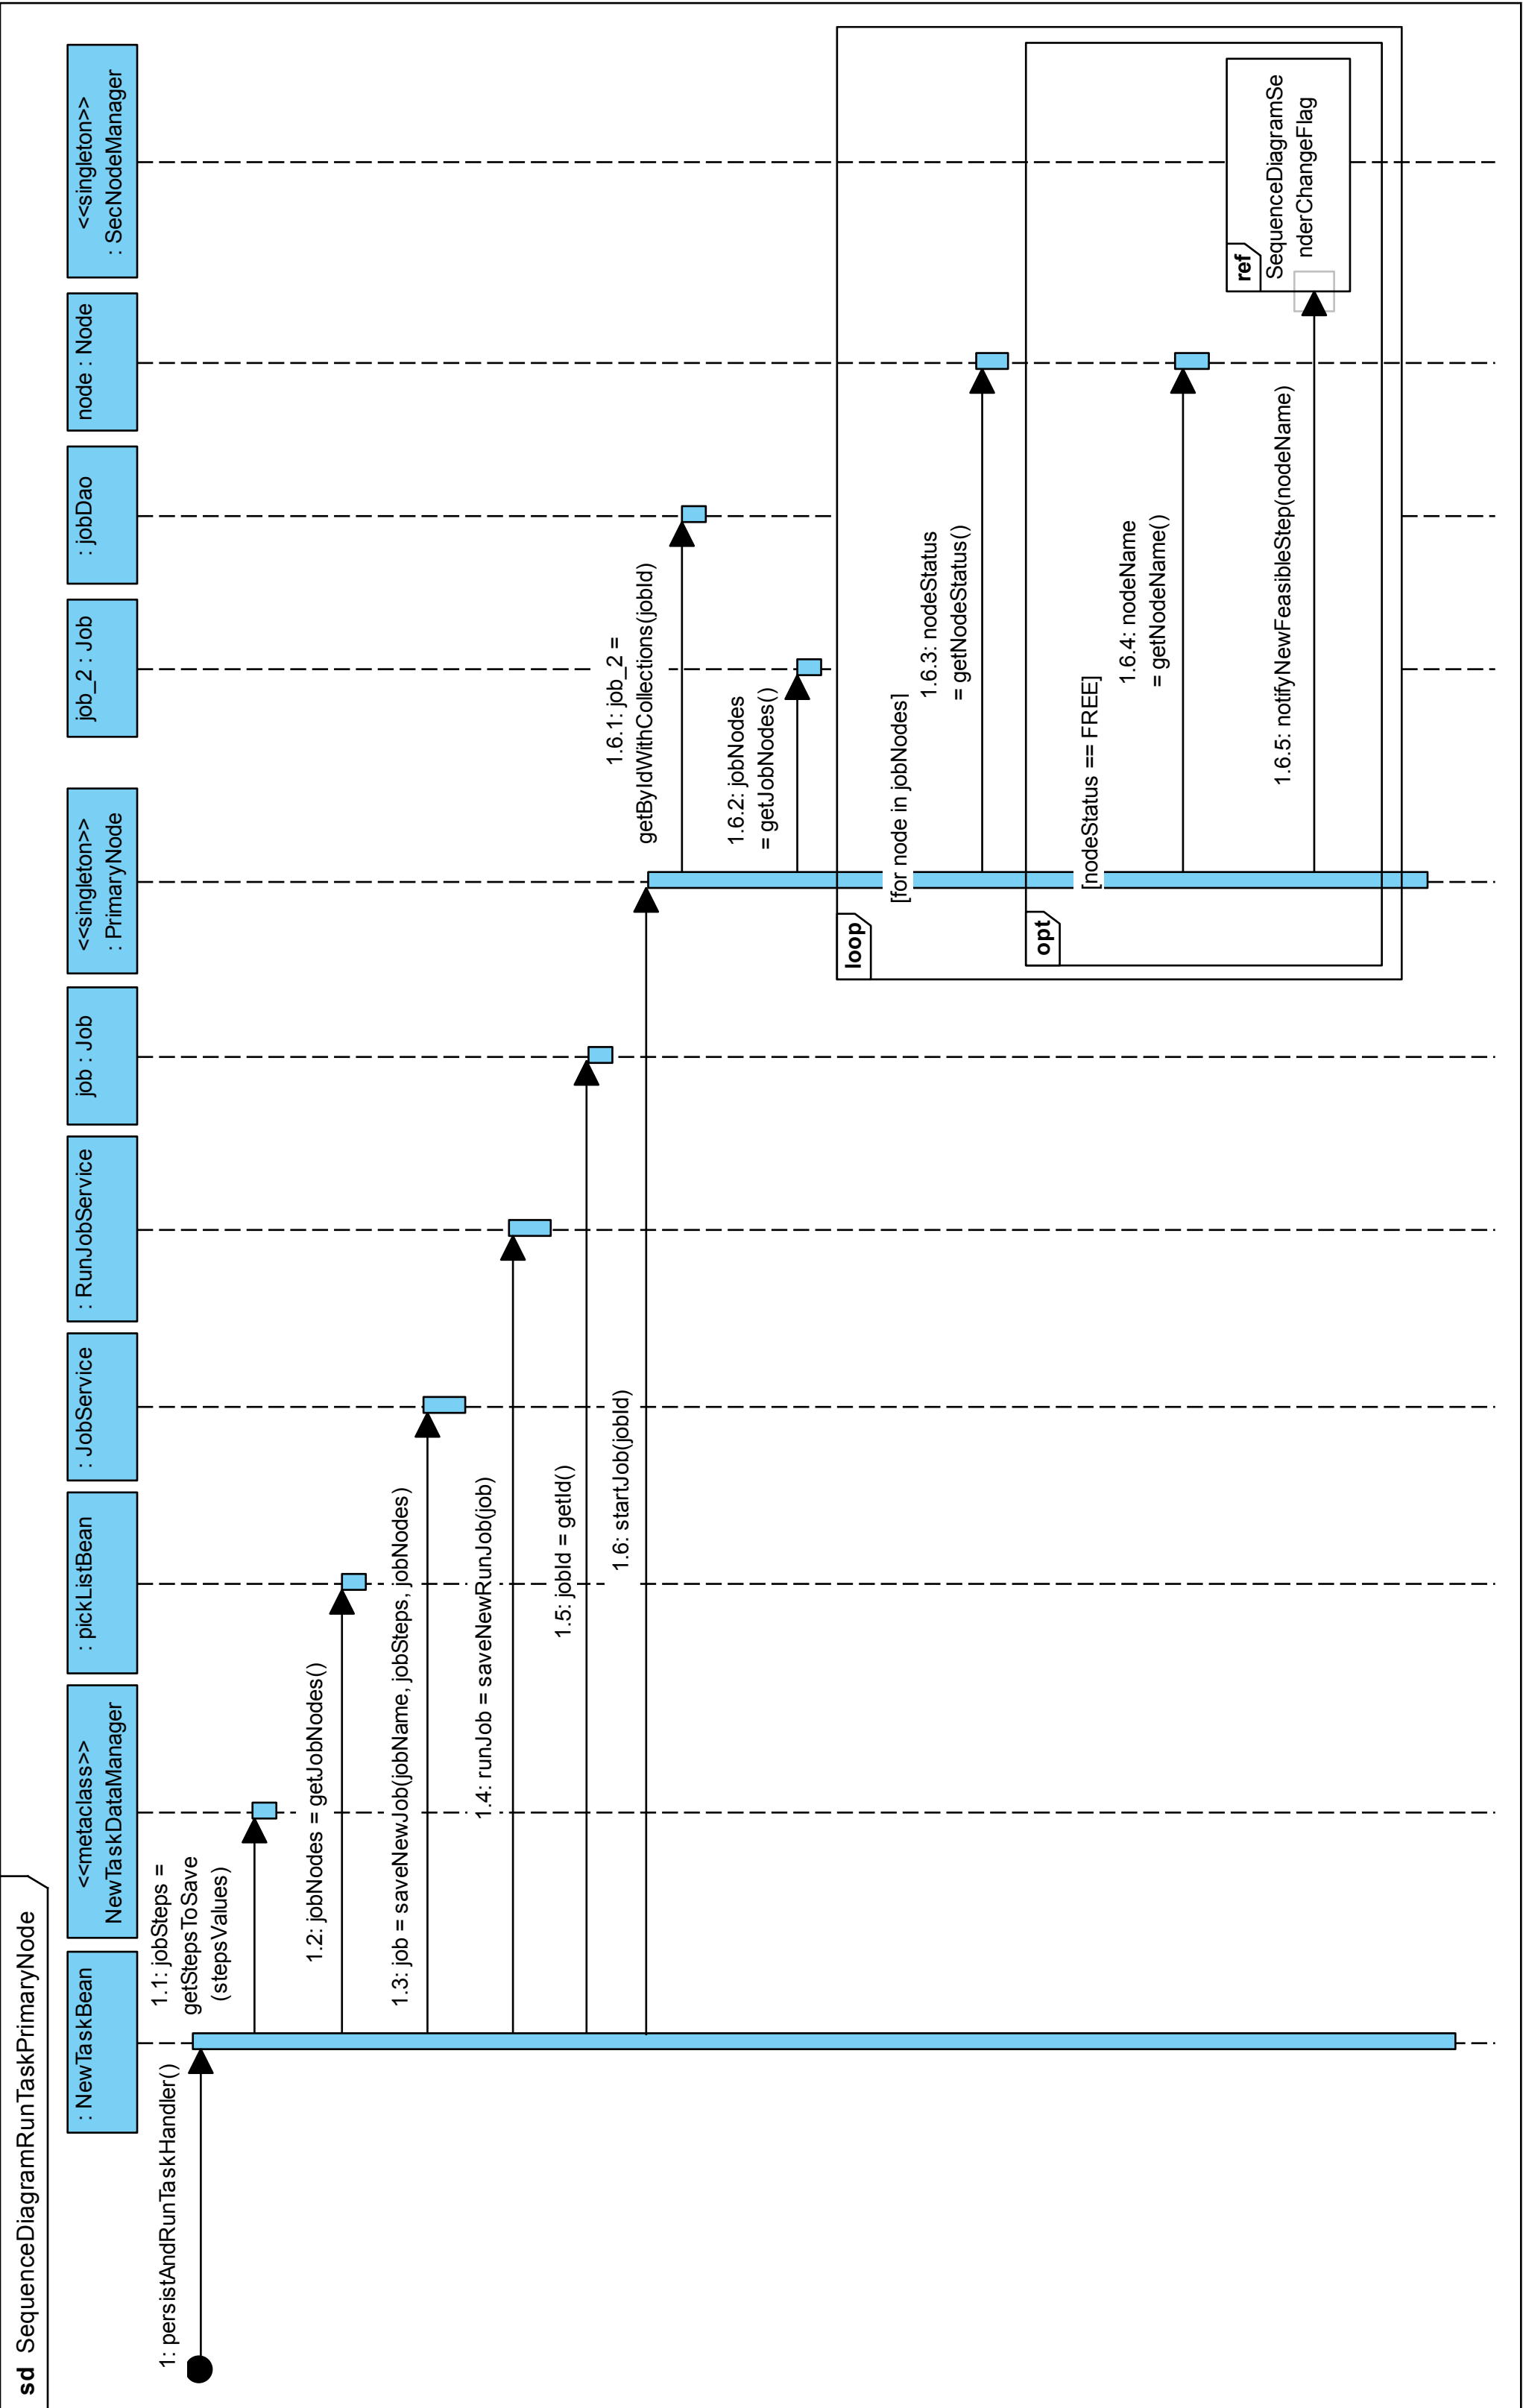 sd SequenceDiagramRunTaskPrimaryNode
: NewTaskBean
<<metaclass>>
NewTaskDataManager
: pickListBean
: JobService
: RunJobService
job : Job
<<singleton>>
: PrimaryNode
job_2 : Job
: jobDao
node : Node
<<singleton>>
: SecNodeManager
1: persistAndRunTaskHandler()
1.1: jobSteps =
getStepsToSave
(stepsValues)
1.2: jobNodes = getJobNodes()
1.3: job = saveNewJob(jobName, jobSteps, jobNodes)
1.4: runJob = saveNewRunJob(job)
1.5: jobId = getId()
1.6: startJob(jobId)
1.6.1: job_2 =
getByIdWithCollections(jobId)
1.6.2: jobNodes
= getJobNodes()
loop
[for node in jobNodes]
1.6.3: nodeStatus
= getNodeStatus()
opt
[nodeStatus == FREE]
1.6.4: nodeName
= getNodeName()
1.6.5: notifyNewFeasibleStep(nodeName)
ref
SequenceDiagramSe
nderChangeFlag